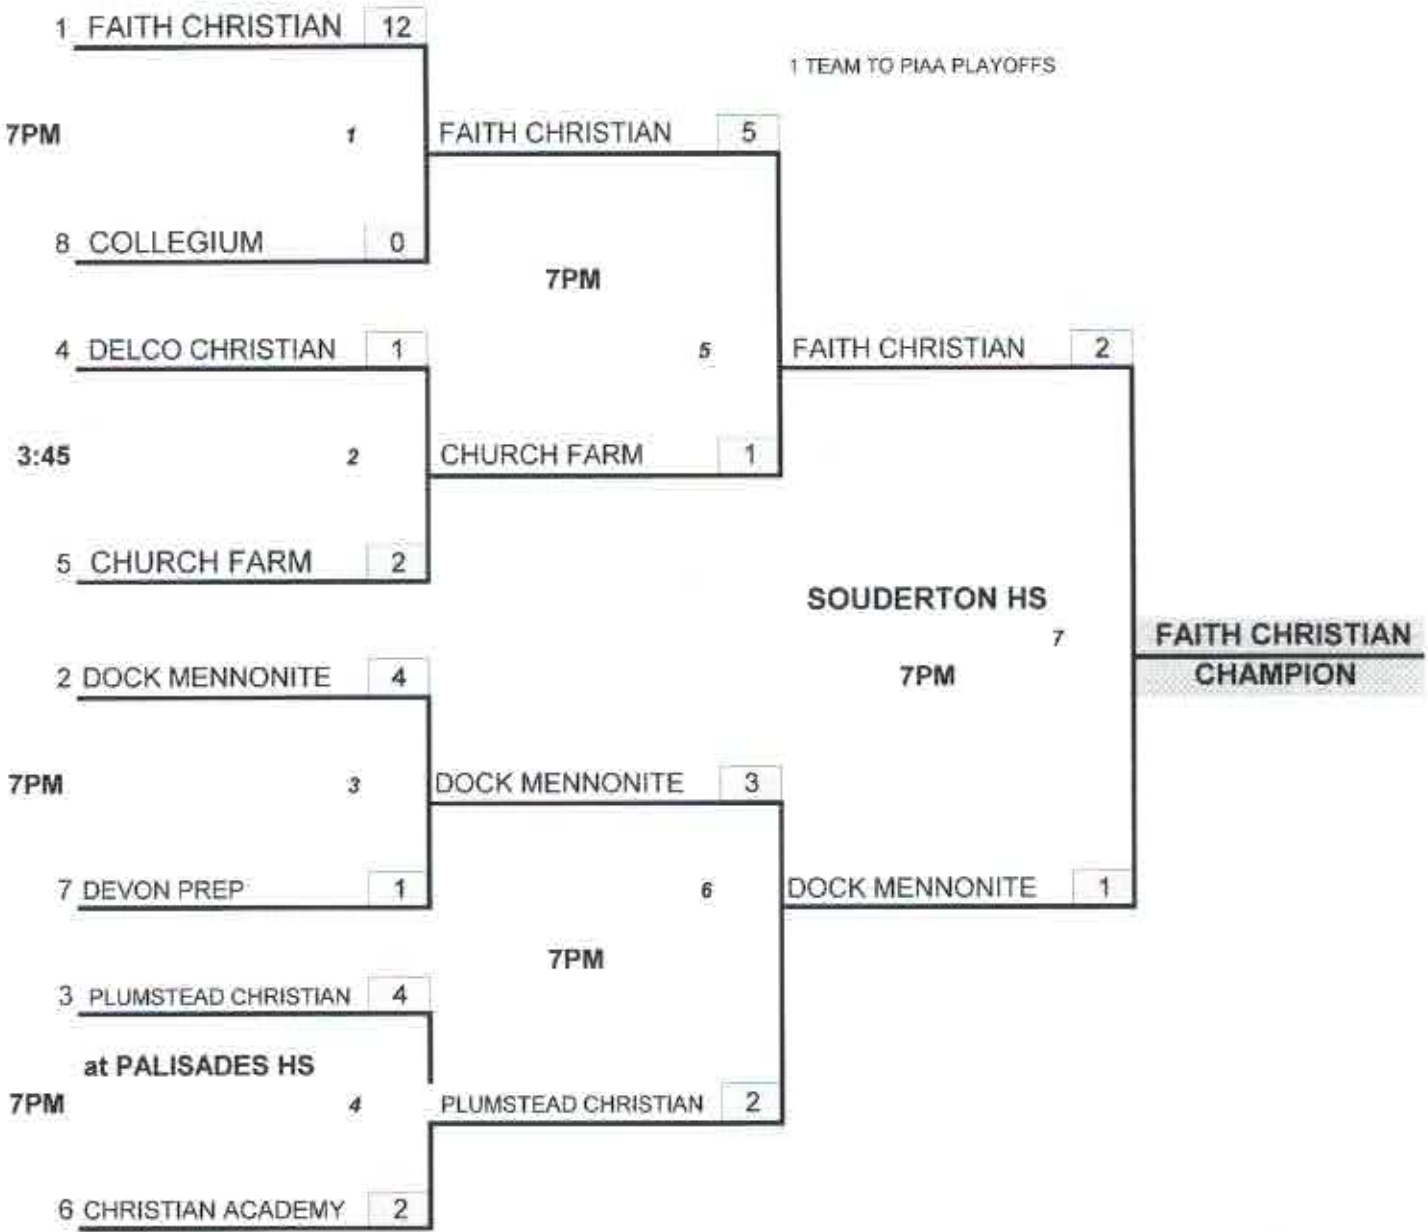 1 FAITH CHRISTIAN 12
1 TEAM TO PIAA PLAYOFFS
7PM 1 FAITH CHRISTIAN 5
8 COLLEGIUM 0
7PM
4 DELCO CHRISTIAN 1
5 FAITH CHRISTIAN 2
3:45 2 CHURCH FARM 1
5 CHURCH FARM 2
SOUDERTON HS
7 FAITH CHRISTIAN
2 DOCK MENNONITE 4
7PM CHAMPION
7PM 3 DOCK MENNONITE 3
7 DEVON PREP 1
6 DOCK MENNONITE 1
7PM
3 PLUMSTEAD CHRISTIAN 4
at PALISADES HS
7PM 4 PLUMSTEAD CHRISTIAN 2
6 CHRISTIAN ACADEMY 2